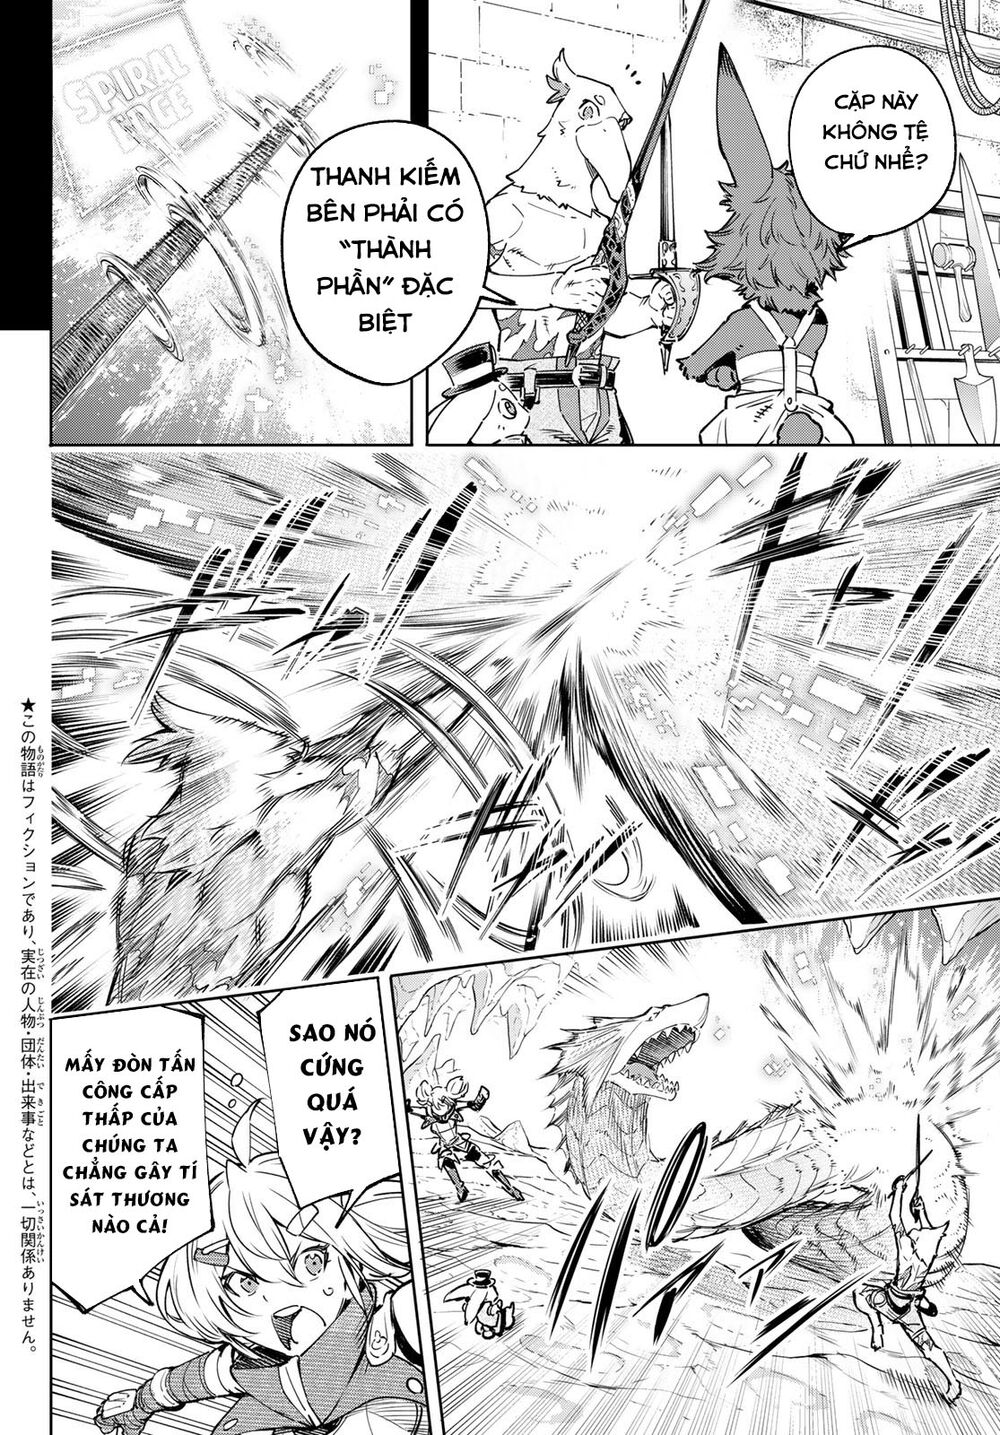 CẶP NÀY
KHÔNG TỆ
CHỨ NHỂ?
THANH KIẾM
BÊN PHẢI CÓ
“THÀNH
PHẦN” ĐẶC
BIỆT
SPIRAL
EDGE
SAO NÓ
CỨNG
QUÁ
VẬY?
MẤY ĐÒN TẤN
CÔNG CẤP
THẤP CỦA
CHÚNG TA
CHẲNG GÂY TÍ
SÁT THƯƠNG
NÀO CẢ!
★この物語はフィクションであり、実在の人物・団体・出来事などとは、一切関係ありません。